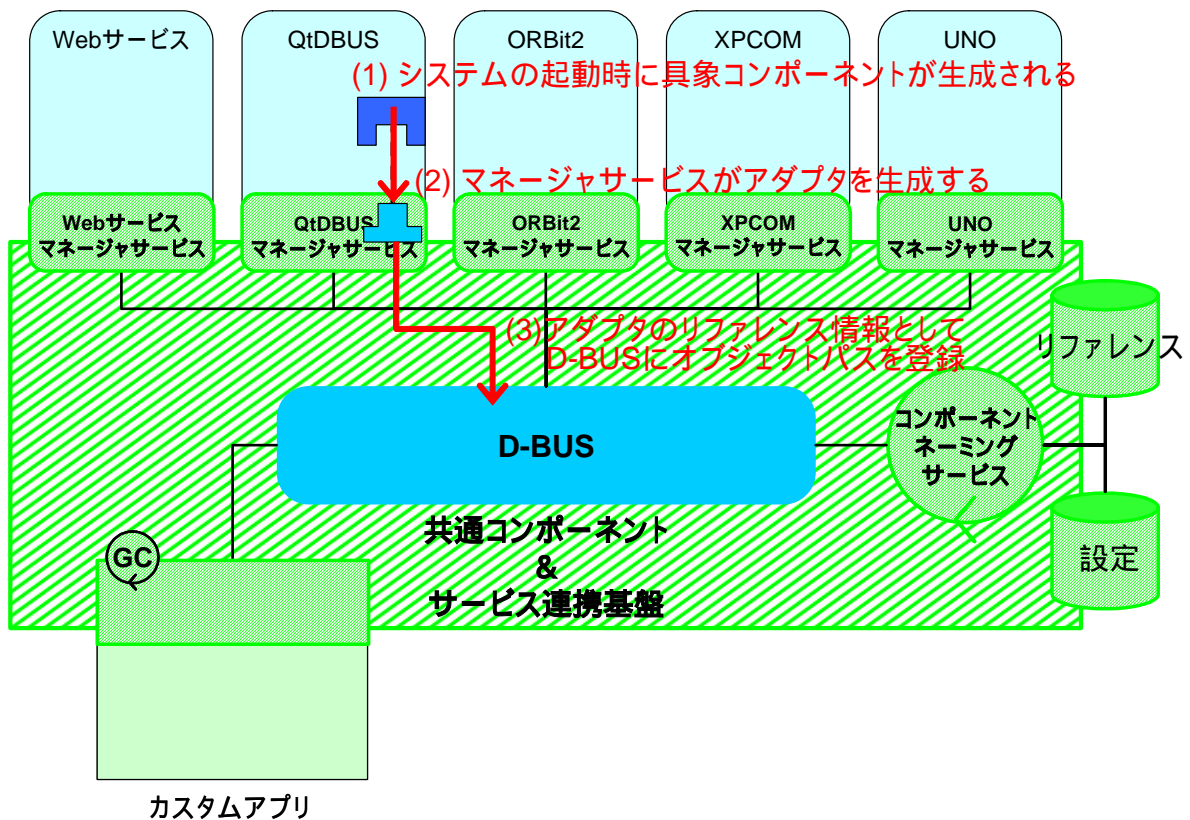 Webサービス
QtDBUS
ORBit2
XPCOM
UNO
(1) システムの起動時に具象コンポーネントが生成される
(2) マネージャサービスがアダプタを生成する
Webサービス
マネージャサービス
QtDBUS
マネージャサービス
ORBit2
マネージャサービス
XPCOM
マネージャサービス
UNO
マネージャサービス
(3)アダプタのリファレンス情報として
D-BUSにオブジェクトパスを登録
リファレンス
D-BUS
コンポーネント
ネーミング
サービス
共通コンポーネント
&
サービス連携基盤
設定
GC
カスタムアプリ